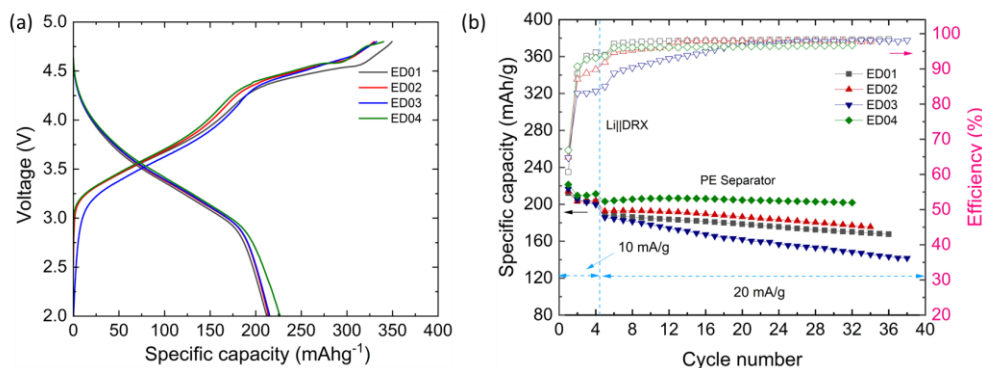 (a)
5.0
4.5
4.0
3.5
3.0
2.5
2.0
Voltage (V)
ED01
ED02
ED03
ED04
0 50 100 150 200 250 300 350 400
Specific capacity (mAhg⁻¹)
(b)
400
360
320
280
240
200
160
120
80
Specific capacity (mAh/g)
ED01
ED02
ED03
ED04
Li||DRX
PE Separator
10 mA/g
20 mA/g
100
90
80
70
60
50
40
30
20
Efficiency (%)
0 4 8 12 16 20 24 28 32 36 40
Cycle number